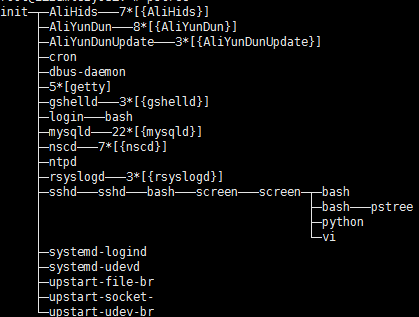 init─┬─AliHids───7*[{AliHids}]
├─AliYunDun───8*[{AliYunDun}]
├─AliYunDunUpdate───3*[{AliYunDunUpdate}]
├─cron
├─dbus-daemon
├─5*[getty]
├─gshelld───3*[{gshelld}]
├─login───bash
├─mysqld───22*[{mysqld}]
├─nscd───7*[{nscd}]
├─ntpd
├─rsyslogd───3*[{rsyslogd}]
├─sshd───sshd───bash───screen───screen─┬─bash
├─bash───pstree
├─python
└─vi
├─systemd-logind
├─systemd-udevd
├─upstart-file-br
├─upstart-socket-
└─upstart-udev-br